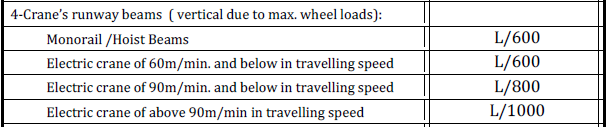 4-Crane's runway beams ( vertical due to max. wheel loads):
Monorail /Hoist Beams L/600
Electric crane of 60m/min. and below in travelling speed L/600
Electric crane of 90m/min. and below in travelling speed L/800
Electric crane of above 90m/min in travelling speed L/1000